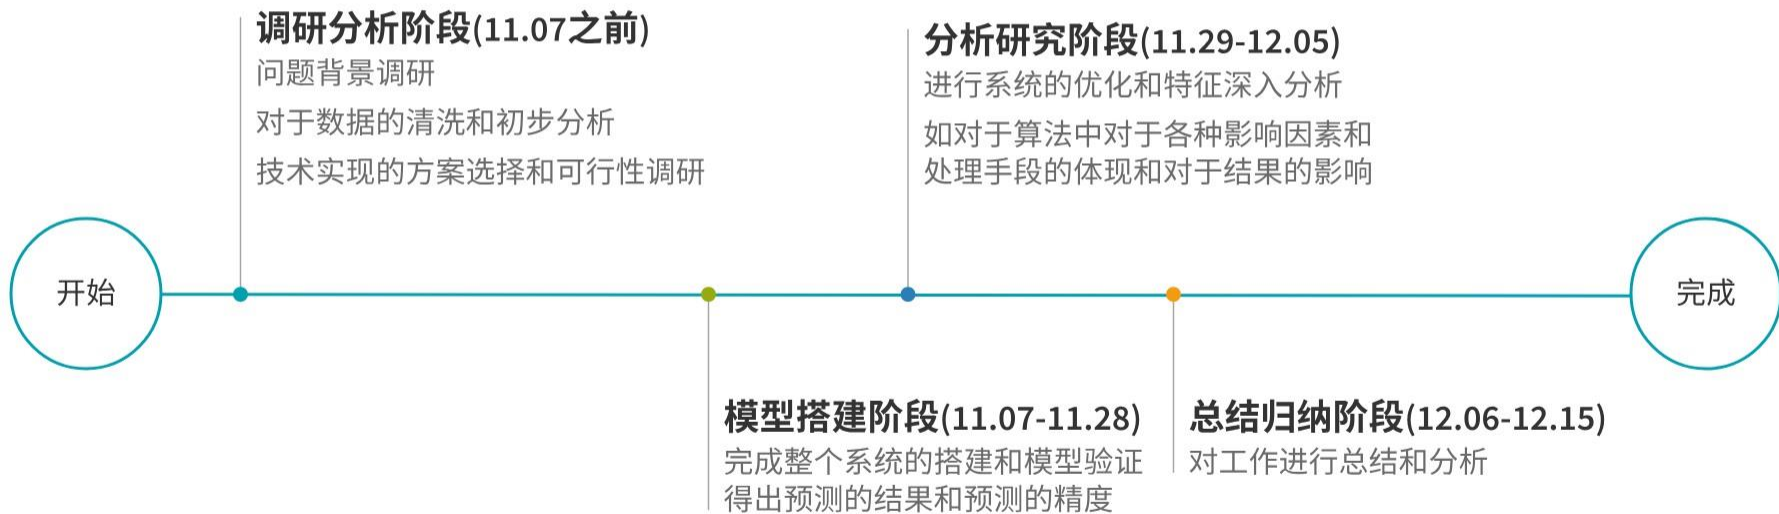 调研分析阶段(11.07之前)
问题背景调研
对于数据的清洗和初步分析
技术实现的方案选择和可行性调研
分析研究阶段(11.29-12.05)
进行系统的优化和特征深入分析
如对于算法中对于各种影响因素和
处理手段的体现和对于结果的影响
开始
完成
模型搭建阶段(11.07-11.28)
完成整个系统的搭建和模型验证
得出预测的结果和预测的精度
总结归纳阶段(12.06-12.15)
对工作进行总结和分析